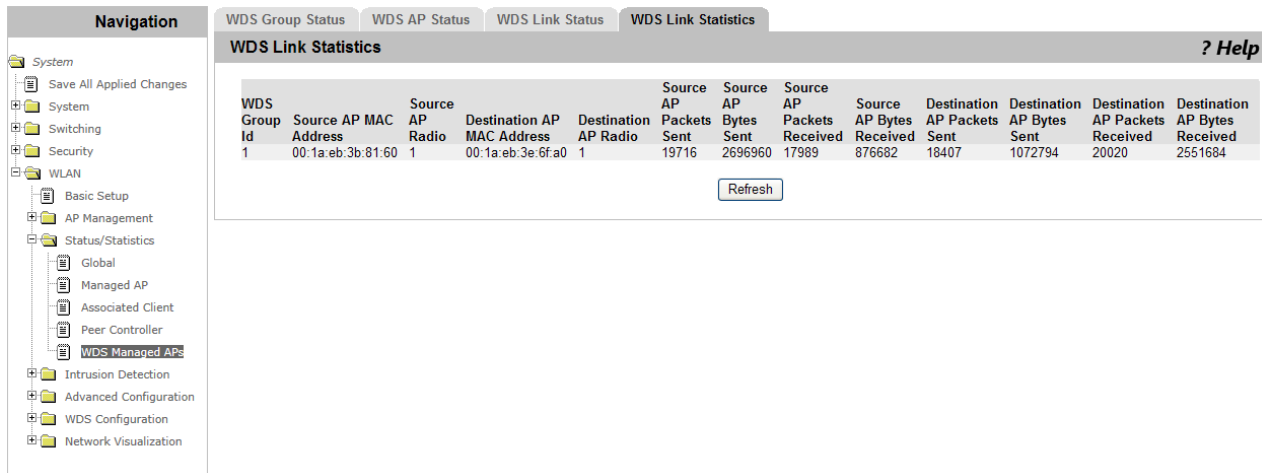 Navigation
System
Save All Applied Changes
System
Switching
Security
WLAN
Basic Setup
AP Management
Status/Statistics
Global
Managed AP
Associated Client
Peer Controller
WDS Managed APs
Intrusion Detection
Advanced Configuration
WDS Configuration
Network Visualization
WDS Group Status WDS AP Status WDS Link Status WDS Link Statistics
WDS Link Statistics ? Help
Source Source Source
WDS Source AP AP AP Source Destination Destination Destination Destination
Group Source AP MAC AP Destination AP Destination Packets Bytes Packets AP Bytes AP Packets AP Bytes AP Packets AP Bytes
Id Address Radio MAC Address AP Radio Sent Sent Received Received Sent Sent Received Received
1 00:1a:eb:3b:81:60 1 00:1a:eb:3e:6f:a0 1 19716 2696960 17989 876682 18407 1072794 20020 2551684
Refresh